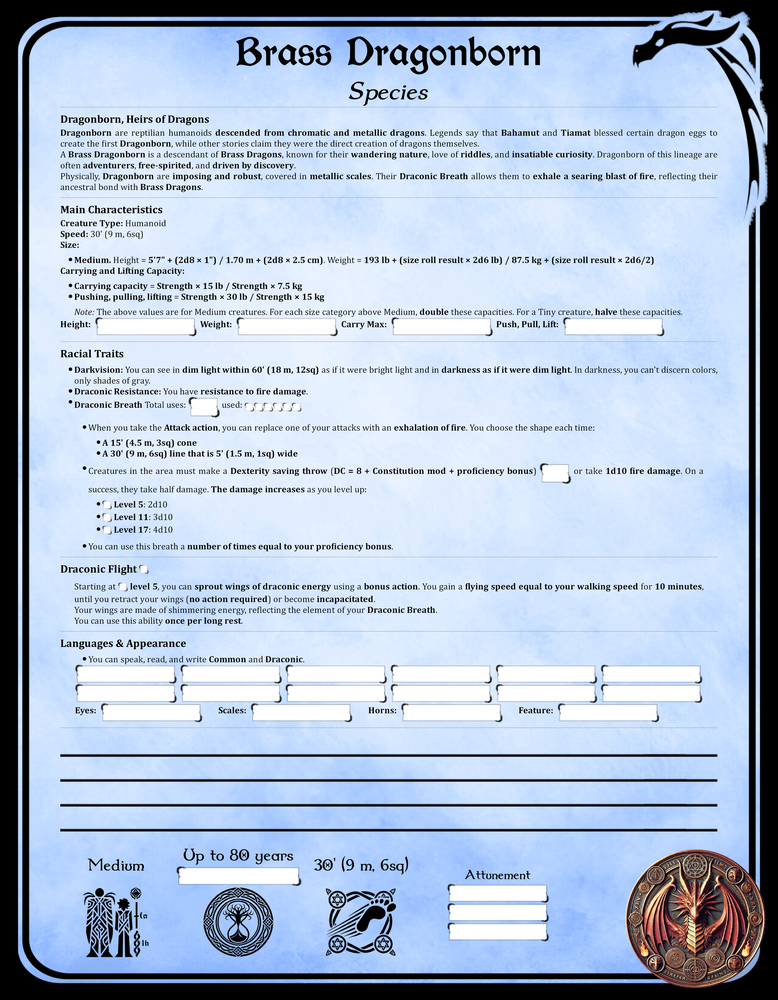 Brass Dragonborn
Species
Dragonborn, Heirs of Dragons
Dragonborn are reptilian humanoids descended from chromatic and metallic dragons. Legends say that Bahamut and Tiamat blessed certain dragon eggs to
create the first Dragonborn, while other stories claim they were the direct creation of dragons themselves.
A Brass Dragonborn is a descendant of Brass Dragons, known for their wandering nature, love of riddles, and insatiable curiosity. Dragonborn of this lineage are
often adventurers, free-spirited, and driven by discovery.
Physically, Dragonborn are imposing and robust, covered in metallic scales. Their Draconic Breath allows them to exhale a searing blast of fire, reflecting their
ancestral bond with Brass Dragons.
Main Characteristics
Creature Type: Humanoid
Speed: 30' (9 m, 6sq)
Size:
• Medium. Height = 5'7" + (2d8 × 1") / 1.70 m + (2d8 × 2.5 cm). Weight = 193 lb + (size roll result × 2d6 lb) / 87.5 kg + (size roll result × 2d6/2)
Carrying and Lifting Capacity:
• Carrying capacity = Strength × 15 lb / Strength × 7.5 kg
• Pushing, pulling, lifting = Strength × 30 lb / Strength × 15 kg
Note: The above values are for Medium creatures. For each size category above Medium, double these capacities. For a Tiny creature, halve these capacities.
Height: Weight: Carry Max: Push, Pull, Lift:
Racial Traits
• Darkvision: You can see in dim light within 60' (18 m, 12sq) as if it were bright light and in darkness as if it were dim light. In darkness, you can't discern colors,
only shades of gray.
• Draconic Resistance: You have resistance to fire damage.
• Draconic Breath Total uses: used:
• When you take the Attack action, you can replace one of your attacks with an exhalation of fire. You choose the shape each time:
• A 15' (4.5 m, 3sq) cone
• A 30' (9 m, 6sq) line that is 5' (1.5 m, 1sq) wide
• Creatures in the area must make a Dexterity saving throw (DC = 8 + Constitution mod + proficiency bonus) or take 1d10 fire damage. On a
success, they take half damage. The damage increases as you level up:
• Level 5: 2d10
• Level 11: 3d10
• Level 17: 4d10
• You can use this breath a number of times equal to your proficiency bonus.
Draconic Flight
Starting at level 5, you can sprout wings of draconic energy using a bonus action. You gain a flying speed equal to your walking speed for 10 minutes,
until you retract your wings (no action required) or become incapacitated.
Your wings are made of shimmering energy, reflecting the element of your Draconic Breath.
You can use this ability once per long rest.
Languages & Appearance
• You can speak, read, and write Common and Draconic.
Eyes: Scales: Horns: Feature:
Medium
Up to 80 years
30' (9 m, 6sq)
Attunement